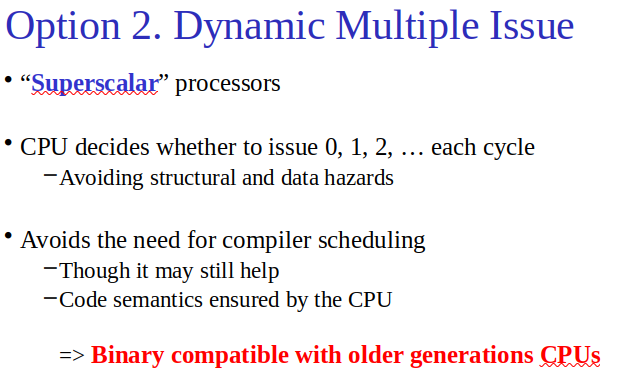 Option 2. Dynamic Multiple Issue
• “Superscalar” processors
• CPU decides whether to issue 0, 1, 2, … each cycle
–Avoiding structural and data hazards
• Avoids the need for compiler scheduling
–Though it may still help
–Code semantics ensured by the CPU
=> Binary compatible with older generations CPUs